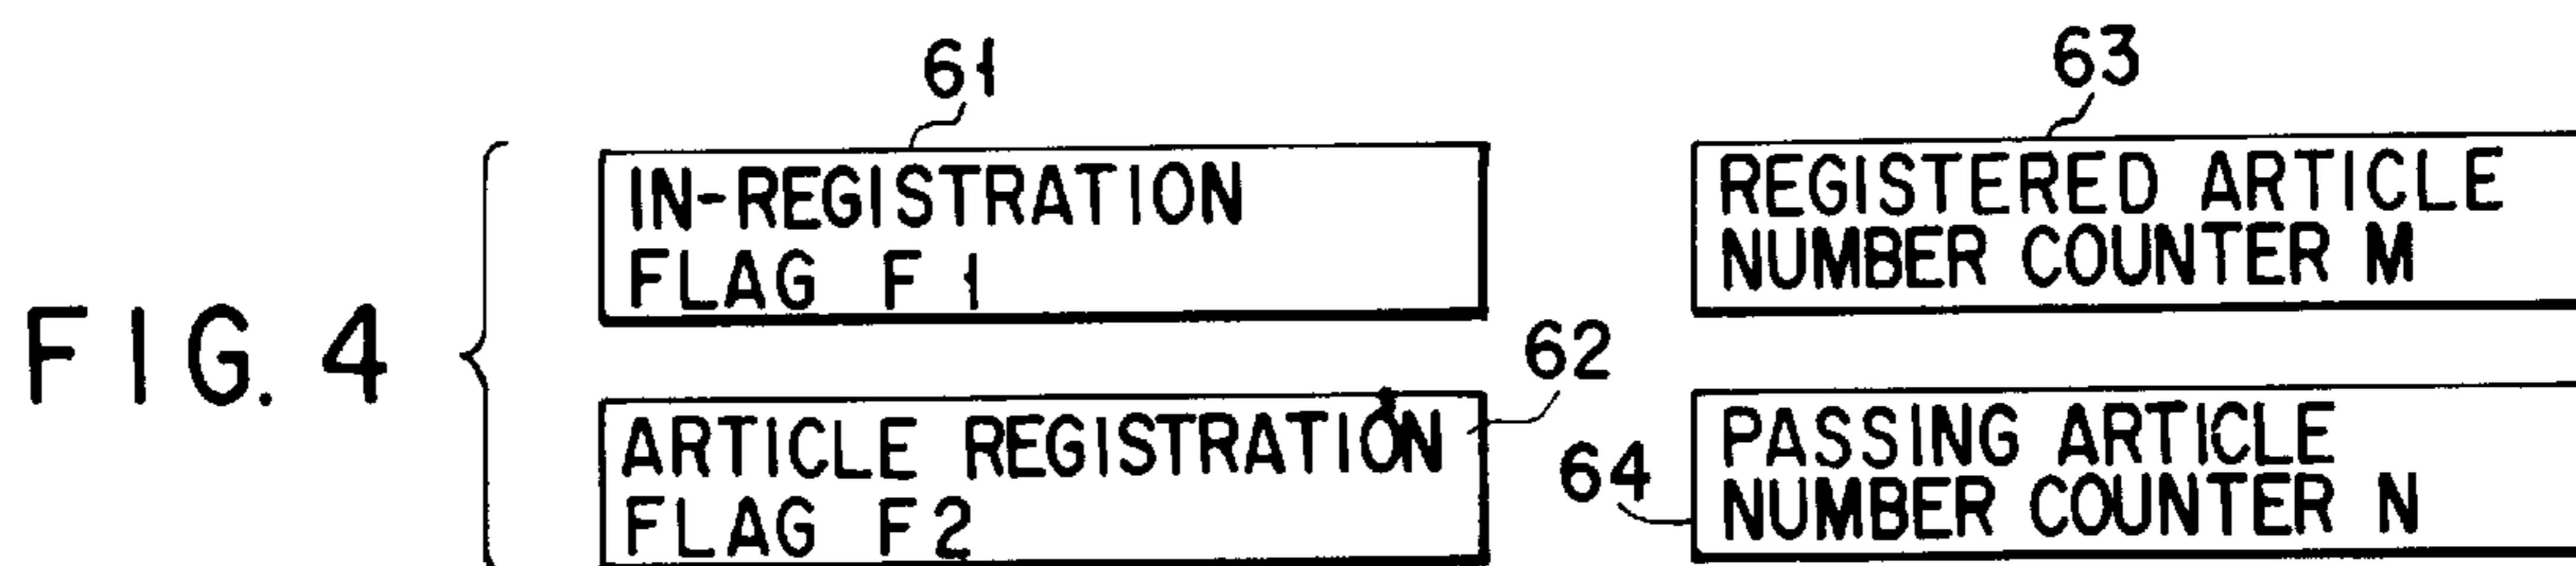 FIG. 4
61
IN-REGISTRATION
FLAG F1
62
ARTICLE REGISTRATION
FLAG F2
63
REGISTERED ARTICLE
NUMBER COUNTER M
64
PASSING ARTICLE
NUMBER COUNTER N